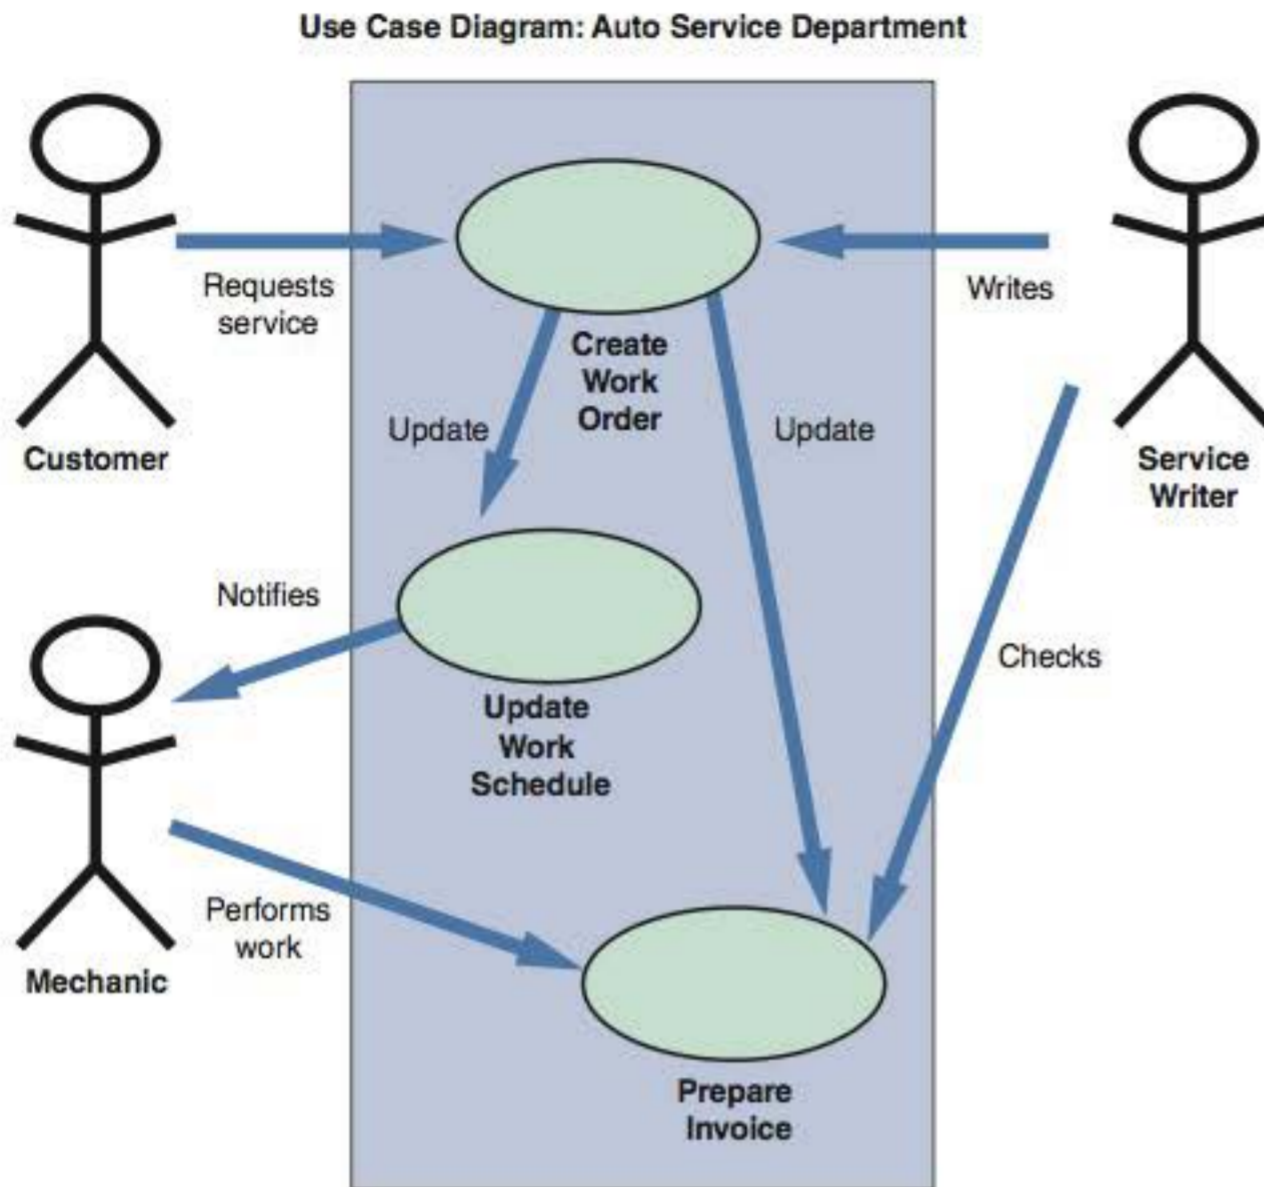 Use Case Diagram: Auto Service Department
Requests
service
Writes
Create
Work
Order
Update
Update
Customer
Service
Writer
Notifies
Checks
Update
Work
Schedule
Performs
work
Mechanic
Prepare
Invoice